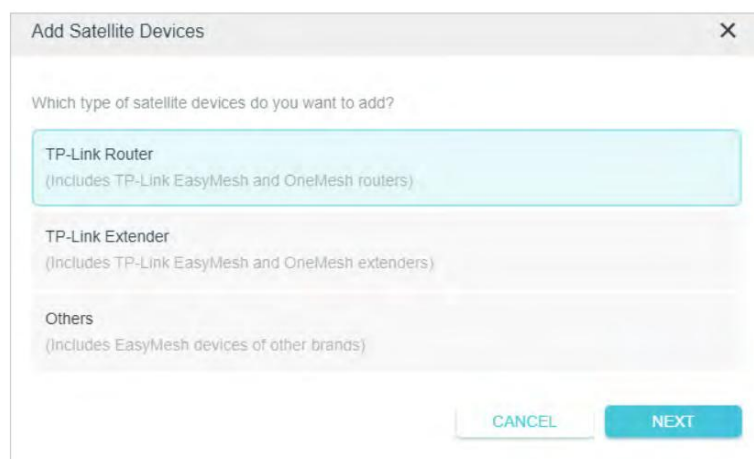 Add Satellite Devices
Which type of satellite devices do you want to add?
TP-Link Router
(Includes TP-Link EasyMesh and OneMesh routers)
TP-Link Extender
(Includes TP-Link EasyMesh and OneMesh extenders)
Others
(Includes EasyMesh devices of other brands)
CANCEL NEXT